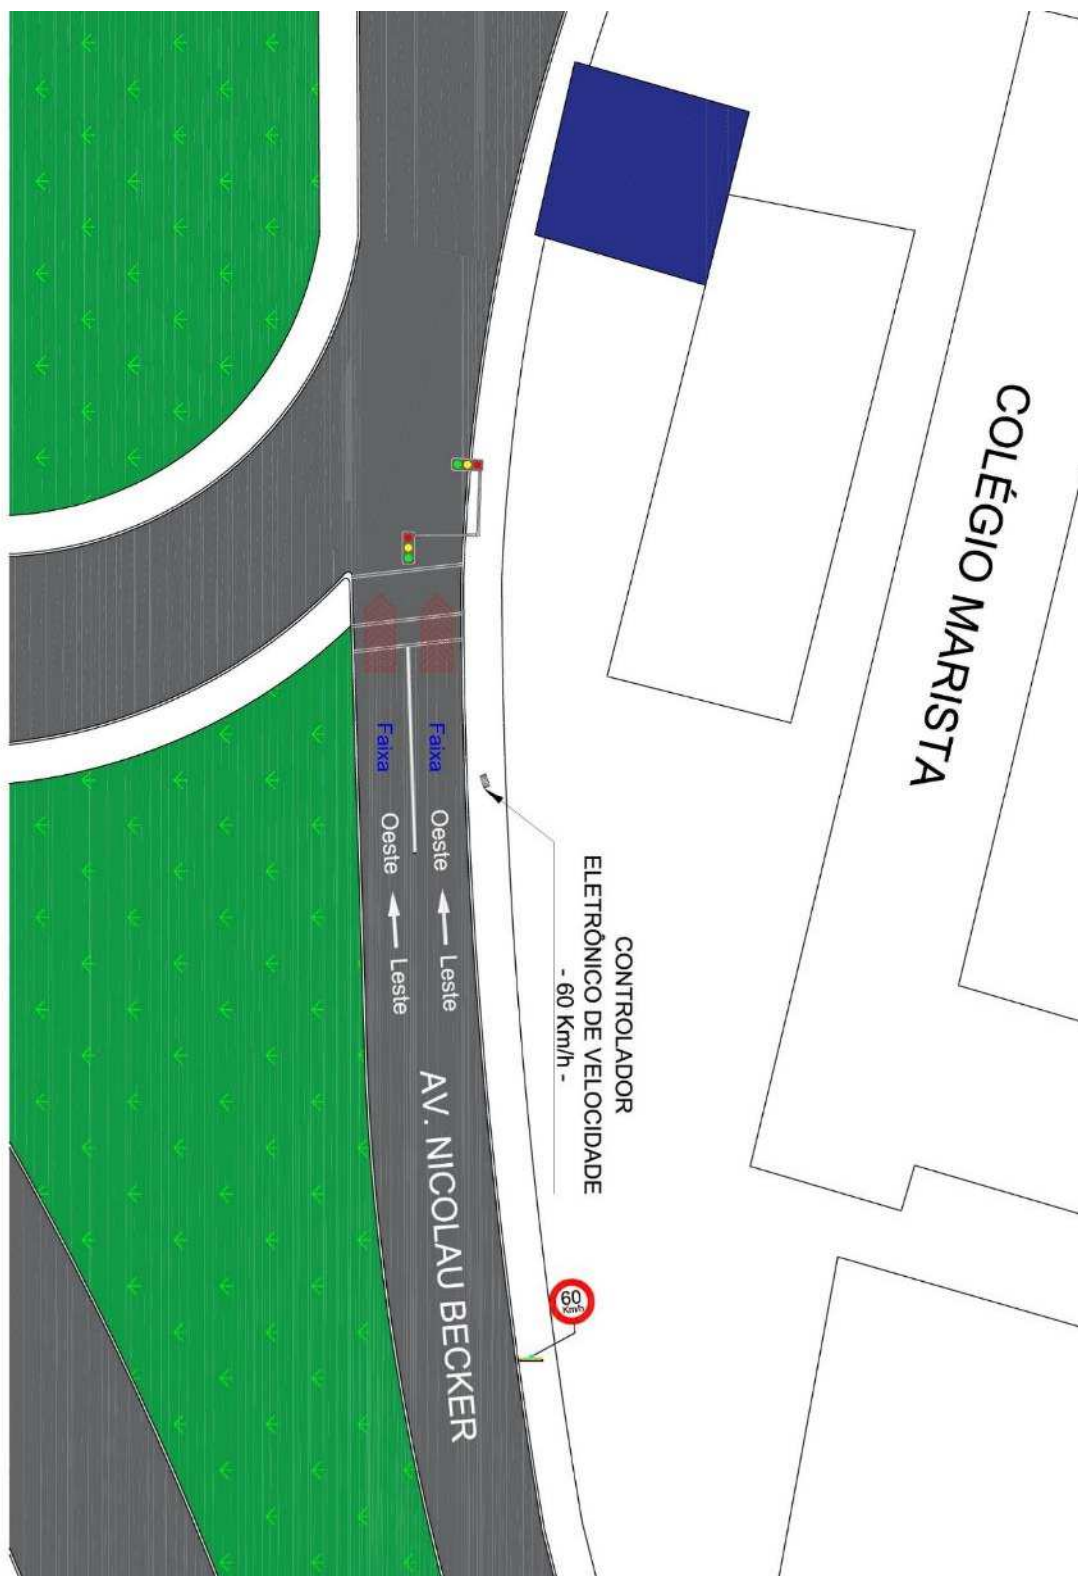 COLÉGIO MARISTA
CONTROLADOR
ELETRÔNICO DE VELOCIDADE
- 60 Km/h -
Faixa
Oeste
Leste
Faixa
Oeste
Leste
AV. NICOLAU BECKER
60
Km/h